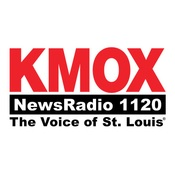 KMOX
NewsRadio 1120
The Voice of St. Louis®